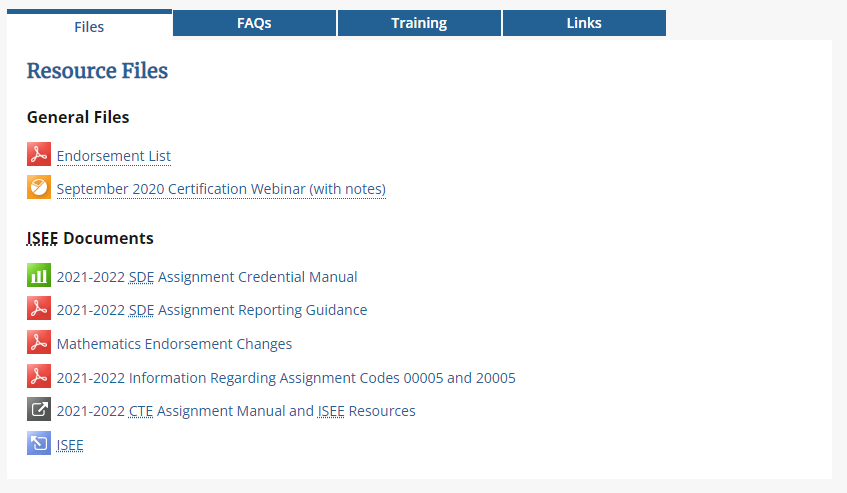 Files
FAQs
Training
Links
Resource Files
General Files
Endorsement List
September 2020 Certification Webinar (with notes)
ISEE Documents
2021-2022 SDE Assignment Credential Manual
2021-2022 SDE Assignment Reporting Guidance
Mathematics Endorsement Changes
2021-2022 Information Regarding Assignment Codes 00005 and 20005
2021-2022 CTE Assignment Manual and ISEE Resources
ISEE